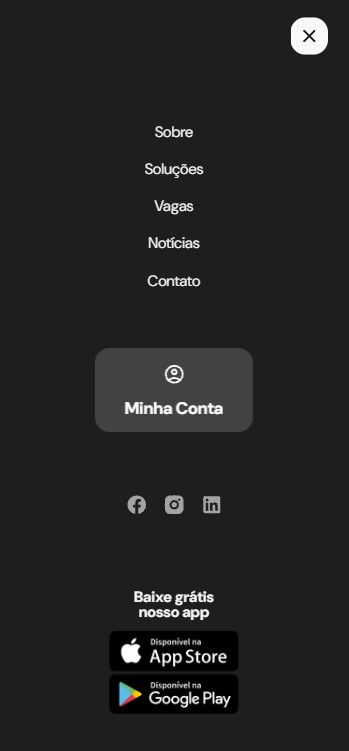 Sobre
Soluções
Vagas
Notícias
Contato
Minha Conta
Baixe grátis
nosso app
Disponível na
App Store
Disponível na
Google Play